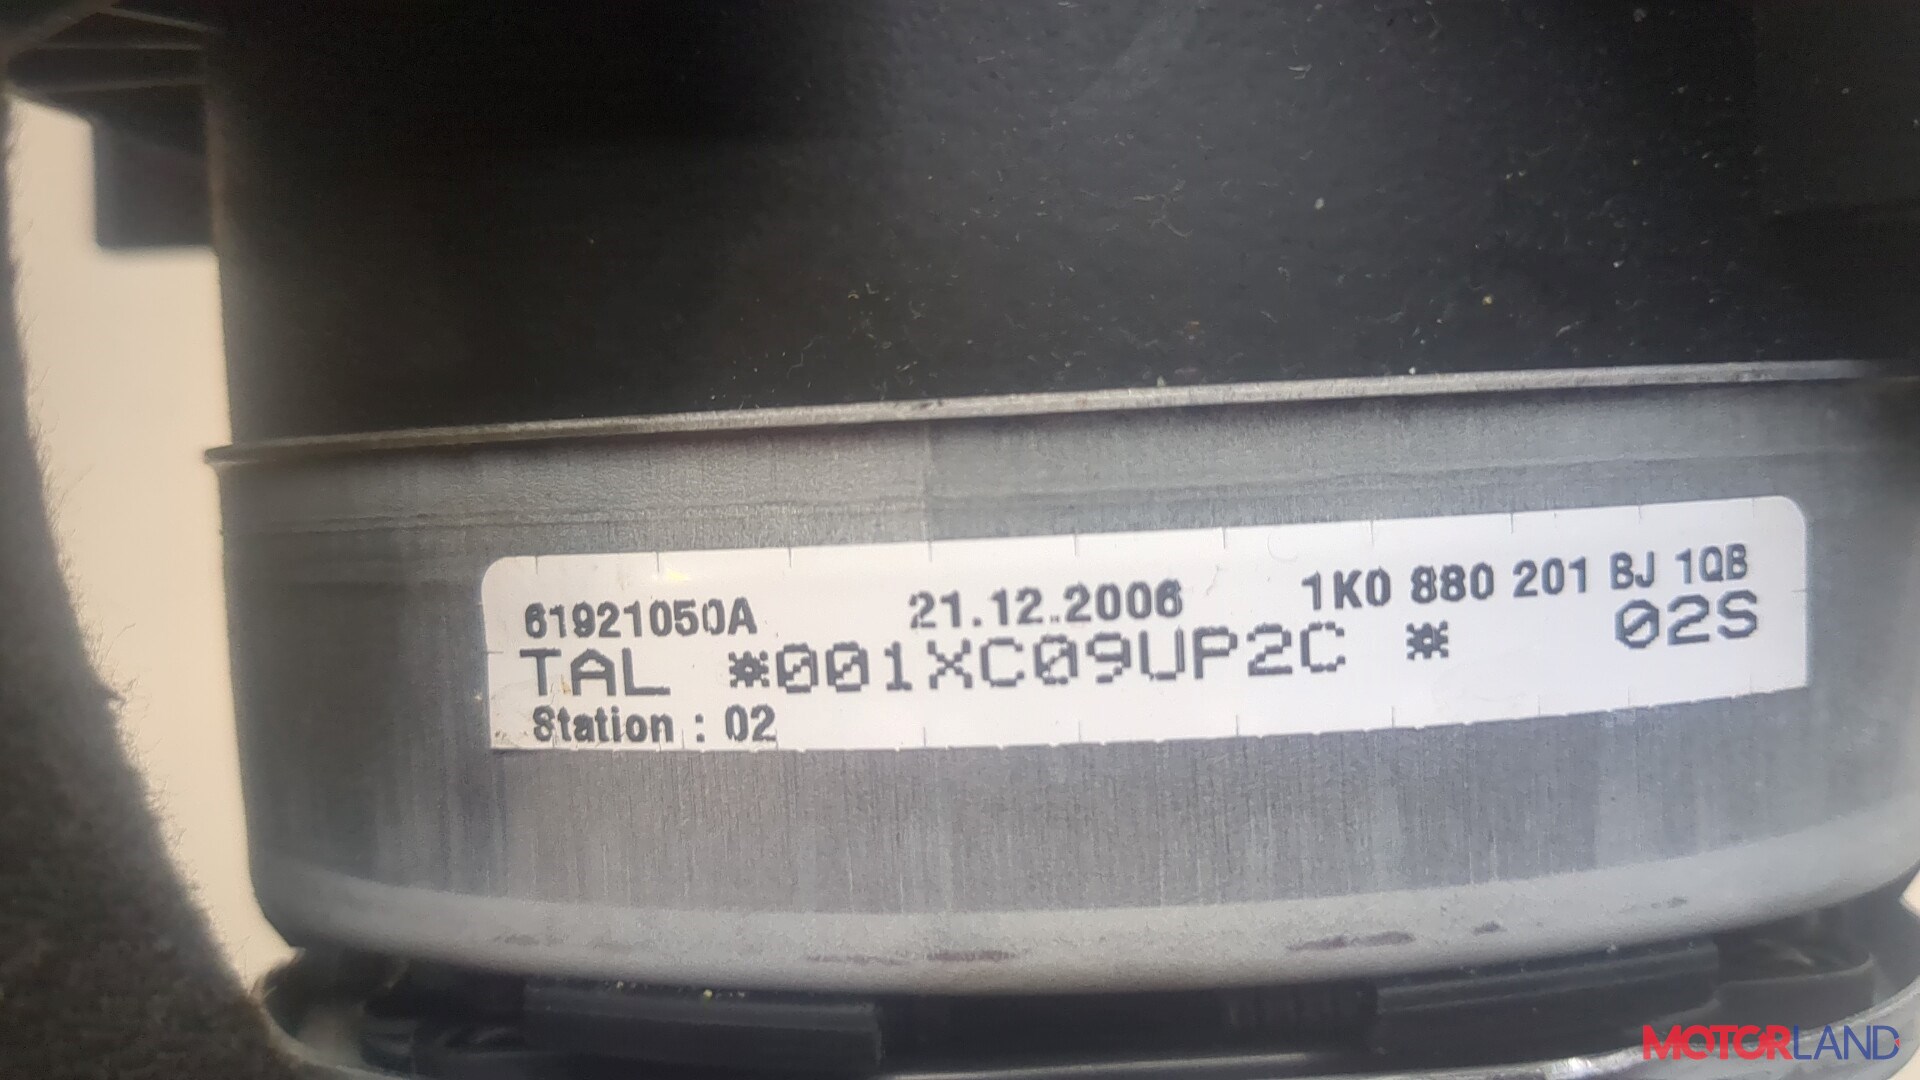 61921050A 21.12.2006 1K0 880 201 BJ 1QB
TAL *001XC09UP2C * 02S
Station : 02
MOTORLAND